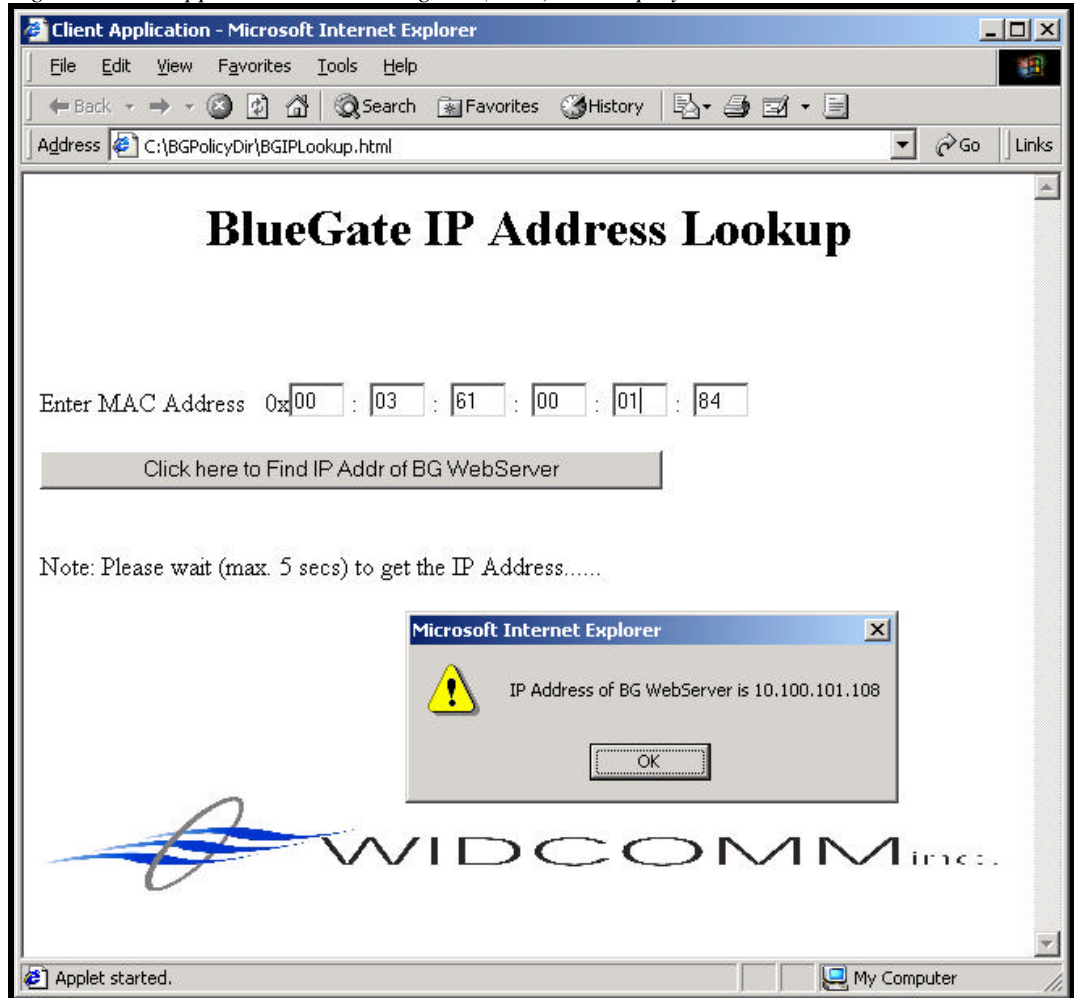 Client Application - Microsoft Internet Explorer
File Edit View Favorites Tools Help
Back Search Favorites History
Address C:\BGPolicyDir\BGIPLookup.html Go Links
BlueGate IP Address Lookup
Enter MAC Address 0x 00 : 03 : 61 : 00 : 01 : 84
Click here to Find IP Addr of BG WebServer
Note: Please wait (max. 5 secs) to get the IP Address......
Microsoft Internet Explorer
IP Address of BG WebServer is 10.100.101.108
OK
WIDCOMM inc.
Applet started. My Computer